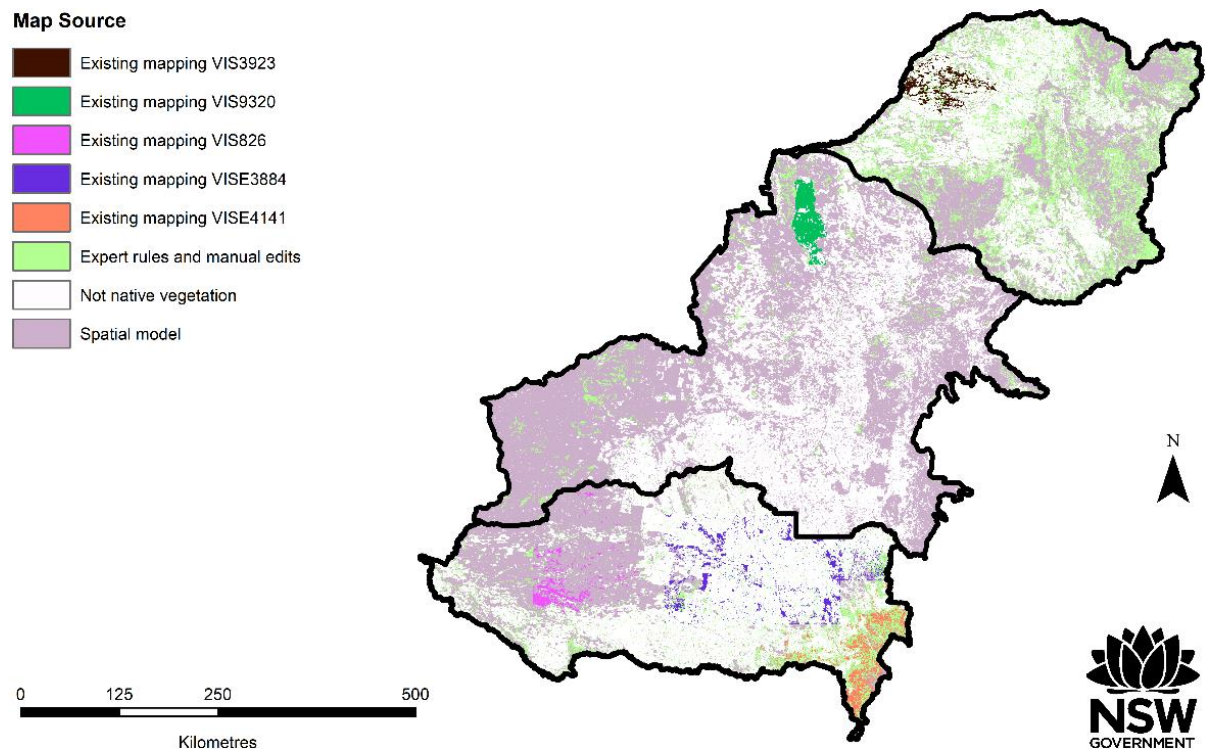 Map Source
Existing mapping VIS3923
Existing mapping VIS9320
Existing mapping VIS826
Existing mapping VISE3884
Existing mapping VISE4141
Expert rules and manual edits
Not native vegetation
Spatial model
N
0 125 250 500
Kilometres
NSW
GOVERNMENT